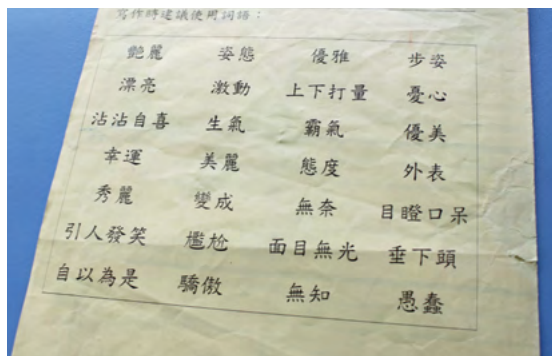 寫作時建議使用詞語：
艷麗 姿態 優雅 步姿
漂亮 激動 上下打量 憂心
沾沾自喜 生氣 霸氣 優美
幸運 美麗 態度 外表
秀麗 變成 無奈 目瞪口呆
引人發笑 尷尬 面目無光 垂下頭
自以為是 驕傲 無知 愚蠢